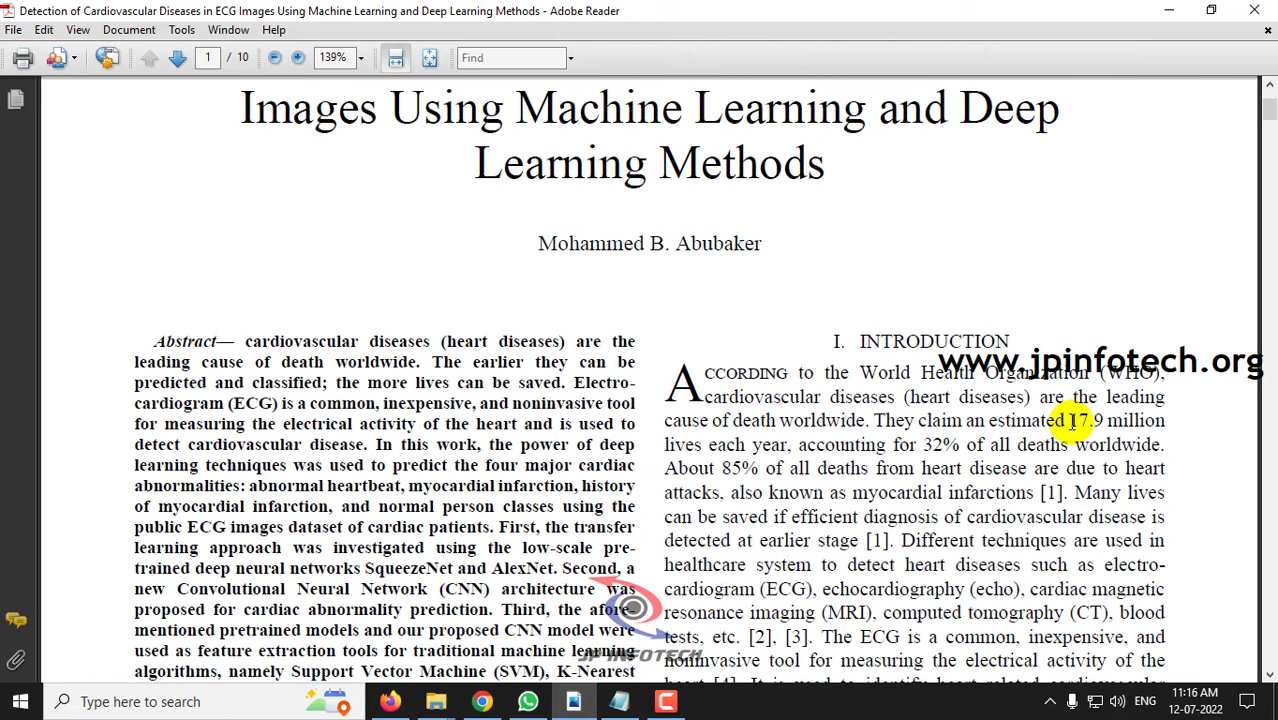 Detection of Cardiovascular Diseases in ECG Images Using Machine Learning and Deep Learning Methods - Adobe Reader
File Edit View Document Tools Window Help
1 / 10 139% Find
Images Using Machine Learning and Deep
Learning Methods
Mohammed B. Abubaker
Abstract— cardiovascular diseases (heart diseases) are the
leading cause of death worldwide. The earlier they can be
predicted and classified; the more lives can be saved. Electro-
cardiogram (ECG) is a common, inexpensive, and noninvasive tool
for measuring the electrical activity of the heart and is used to
detect cardiovascular disease. In this work, the power of deep
learning techniques was used to predict the four major cardiac
abnormalities: abnormal heartbeat, myocardial infarction, history
of myocardial infarction, and normal person classes using the
public ECG images dataset of cardiac patients. First, the transfer
learning approach was investigated using the low-scale pre-
trained deep neural networks SqueezeNet and AlexNet. Second, a
new Convolutional Neural Network (CNN) architecture was
proposed for cardiac abnormality prediction. Third, the afore-
mentioned pretrained models and our proposed CNN model were
used as feature extraction tools for traditional machine learning
algorithms, namely Support Vector Machine (SVM), K-Nearest
I. INTRODUCTION
www.jpinfotech.org
ACCORDING to the World Health Organization (WHO),
cardiovascular diseases (heart diseases) are the leading
cause of death worldwide. They claim an estimated 17.9 million
lives each year, accounting for 32% of all deaths worldwide.
About 85% of all deaths from heart disease are due to heart
attacks, also known as myocardial infarctions [1]. Many lives
can be saved if efficient diagnosis of cardiovascular disease is
detected at earlier stage [1]. Different techniques are used in
healthcare system to detect heart diseases such as electro-
cardiogram (ECG), echocardiography (echo), cardiac magnetic
resonance imaging (MRI), computed tomography (CT), blood
tests, etc. [2], [3]. The ECG is a common, inexpensive, and
noninvasive tool for measuring the electrical activity of the
heart [4]. It is used to identify heart related cardiovascular
JP INFOTECH
Type here to search
ENG
11:16 AM
12-07-2022